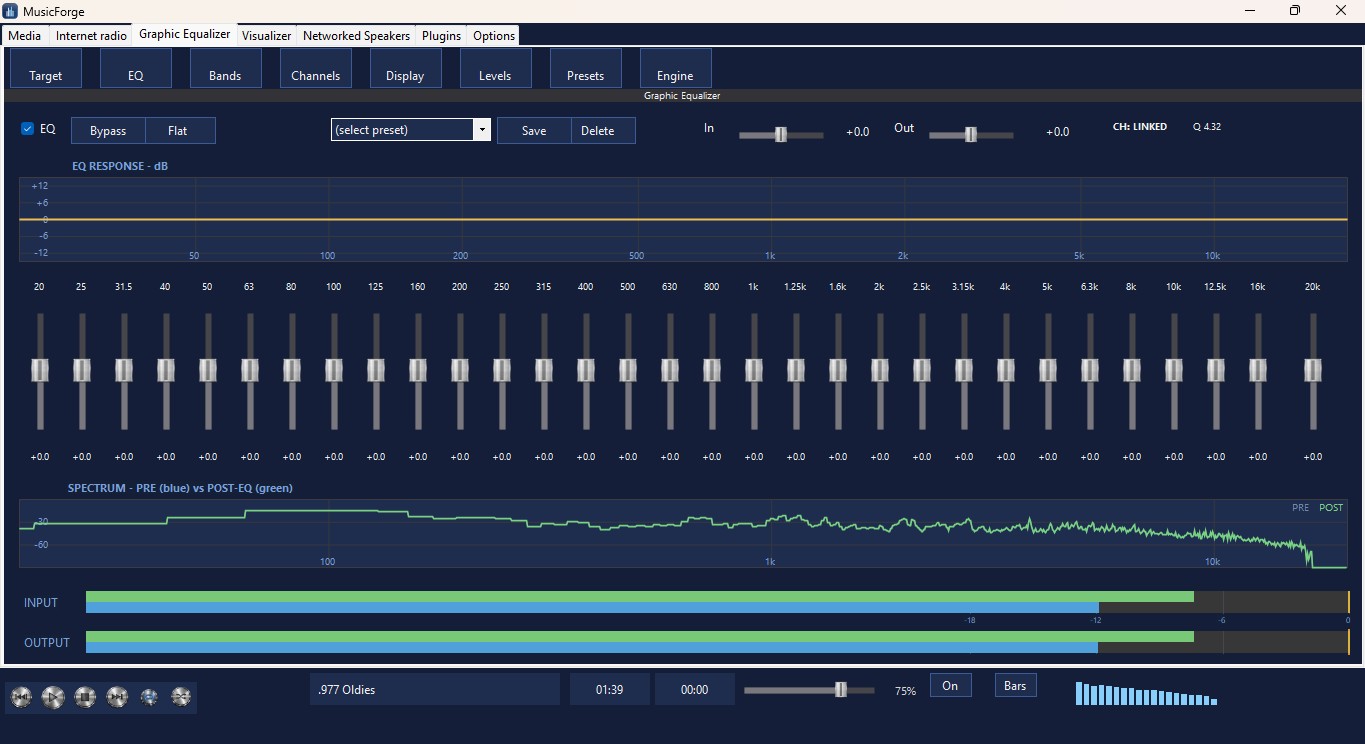 MusicForge
Media Internet radio Graphic Equalizer Visualizer Networked Speakers Plugins Options
Target EQ Bands Channels Display Levels Presets Engine
Graphic Equalizer
EQ Bypass Flat (select preset) Save Delete In +0.0 Out +0.0 CH: LINKED Q 4.32
EQ RESPONSE - dB
+12
+6
0
-6
-12
50 100 200 500 1k 2k 5k 10k
20 25 31.5 40 50 63 80 100 125 160 200 250 315 400 500 630 800 1k 1.25k 1.6k 2k 2.5k 3.15k 4k 5k 6.3k 8k 10k 12.5k 16k 20k
+0.0 +0.0 +0.0 +0.0 +0.0 +0.0 +0.0 +0.0 +0.0 +0.0 +0.0 +0.0 +0.0 +0.0 +0.0 +0.0 +0.0 +0.0 +0.0 +0.0 +0.0 +0.0 +0.0 +0.0 +0.0 +0.0 +0.0 +0.0 +0.0 +0.0 +0.0
SPECTRUM - PRE (blue) vs POST-EQ (green)
PRE POST
-30
-60
100 1k 10k
INPUT
-18 -12 -6 0
OUTPUT
.977 Oldies 01:39 00:00 75% On Bars